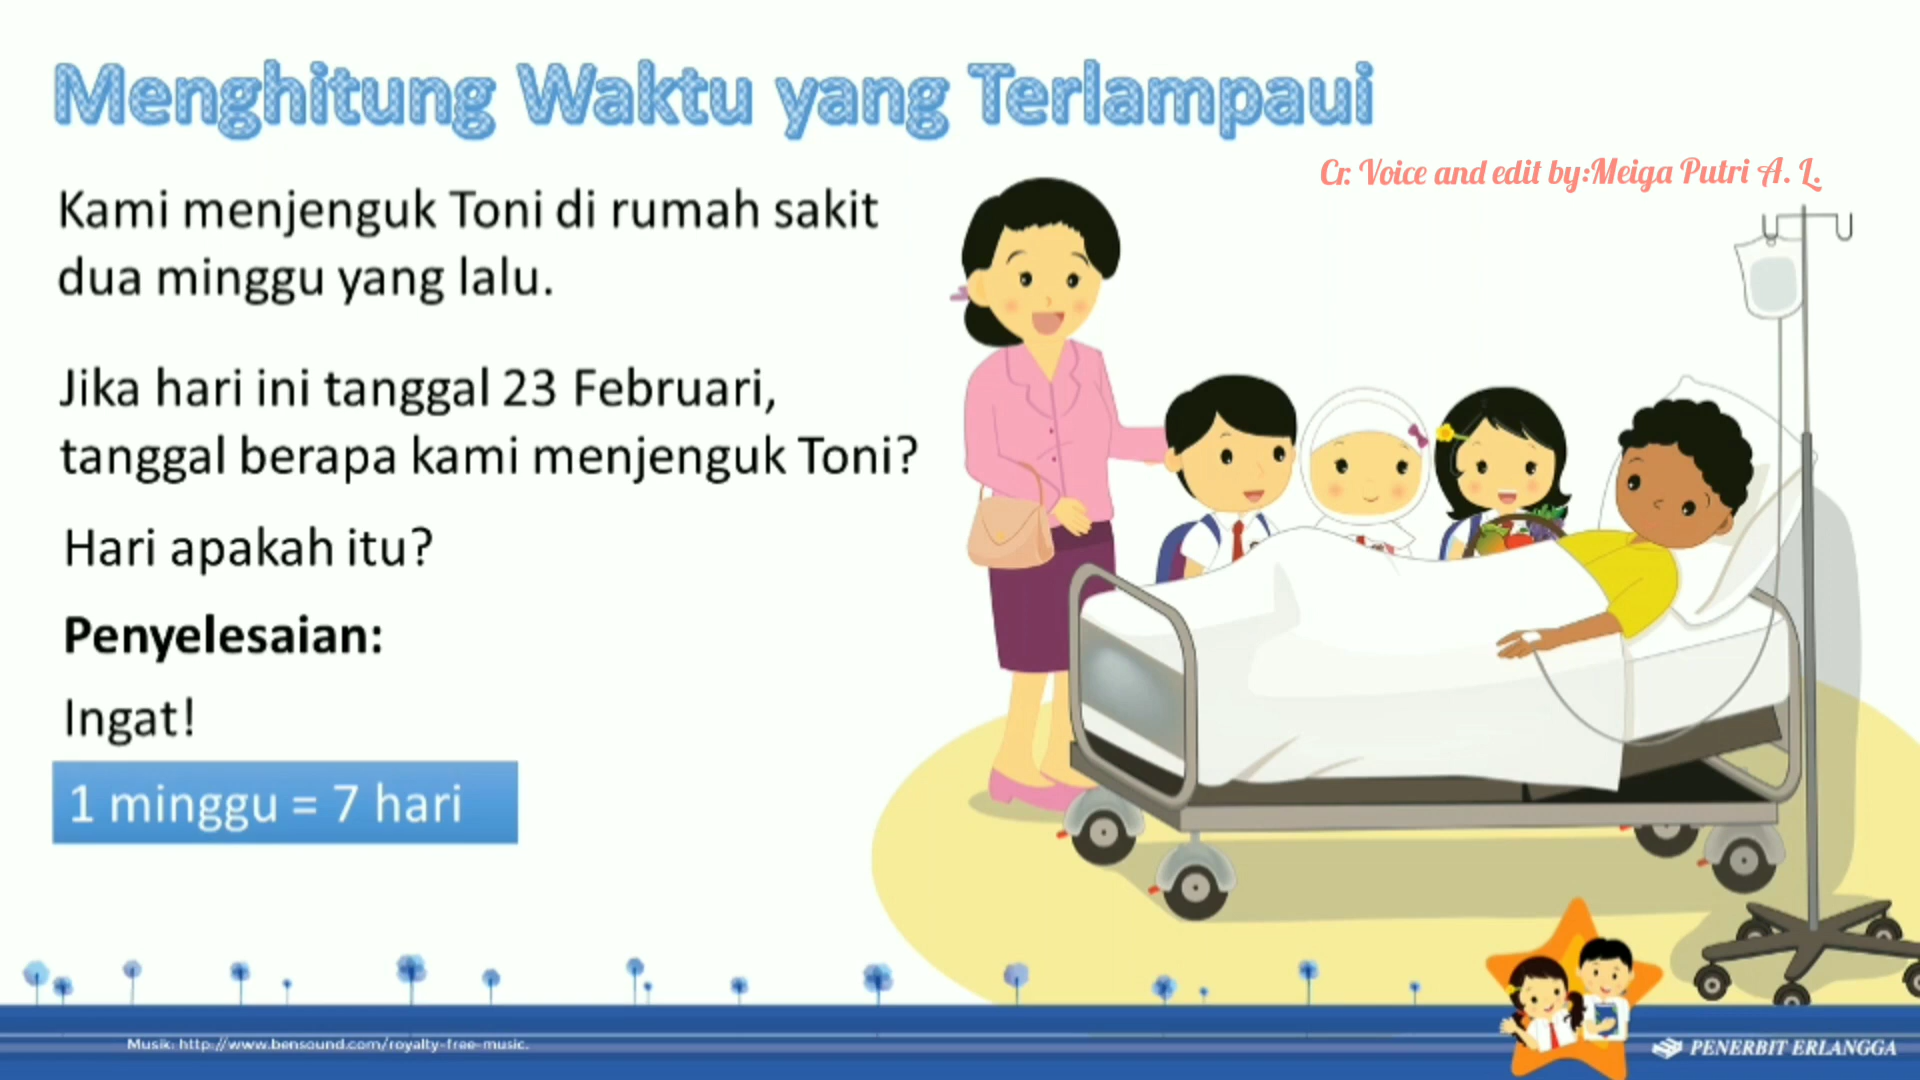 Menghitung Waktu yang Terlampaui
Cr. Voice and edit by:Meiga Putri A. L.
Kami menjenguk Toni di rumah sakit
dua minggu yang lalu.
Jika hari ini tanggal 23 Februari,
tanggal berapa kami menjenguk Toni?
Hari apakah itu?
Penyelesaian:
Ingat!
1 minggu = 7 hari
Musik: http://www.bensound.com/royalty-free-music.
PENERBIT ERLANGGA